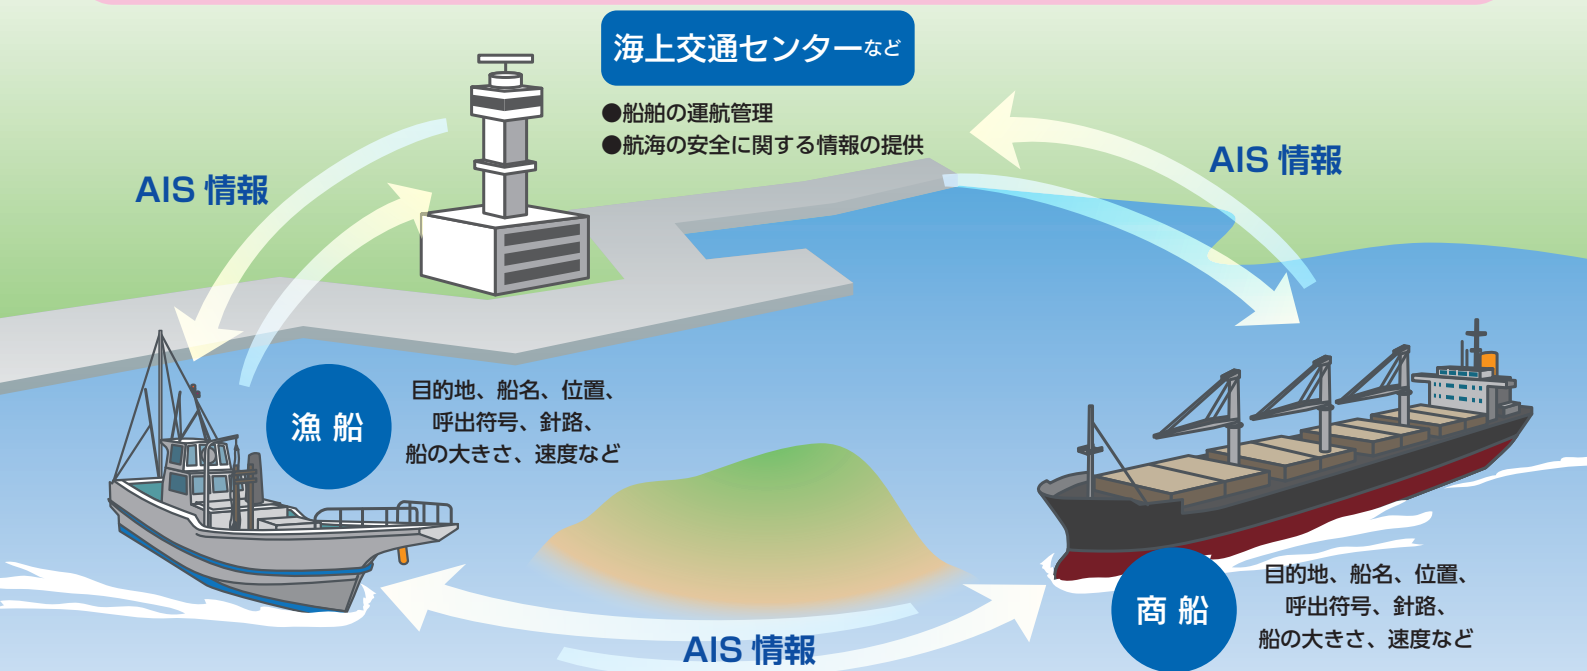 海上交通センターなど
●船舶の運航管理
●航海の安全に関する情報の提供
AIS 情報
AIS 情報
漁 船
目的地、船名、位置、
呼出符号、針路、
船の大きさ、速度など
AIS 情報
商 船
目的地、船名、位置、
呼出符号、針路、
船の大きさ、速度など